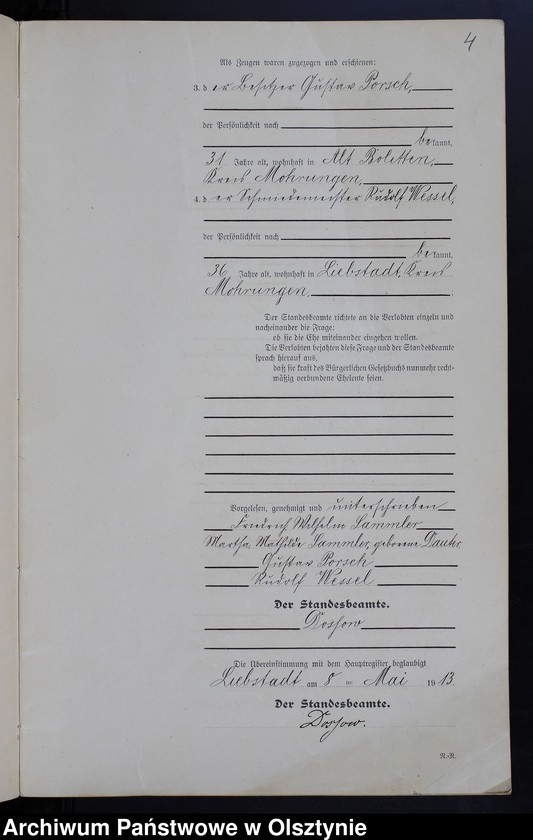 4
Als Zeugen waren zugezogen und erschienen:
3. der Besitzer Gustav Porsch,
der Persönlichkeit nach
bekannt,
31 Jahre alt, wohnhaft in Alt Bolitten,
Kreis Mohrungen,
4. der Schmiedemeister Rudolf Wessel,
der Persönlichkeit nach
bekannt,
36 Jahre alt, wohnhaft in Liebstadt, Kreis
Mohrungen,
Der Standesbeamte richtete an die Verlobten einzeln und
nacheinander die Frage:
ob sie die Ehe miteinander eingehen wollen.
Die Verlobten bejahten diese Frage und der Standesbeamte
sprach hierauf aus,
daß sie kraft des Bürgerlichen Gesetzbuchs nunmehr recht-
mäßig verbundene Eheleute seien.
Vorgelesen, genehmigt und unterschrieben
Friedrich Wilhelm Sammler
Martha Mathilde Sammler, geborene
Gustav Porsch
Rudolf Wessel
Der Standesbeamte.
Dossow
Die Übereinstimmung mit dem Hauptregister beglaubigt
Liebstadt am 8 ten Mai 1913.
Der Standesbeamte.
Dossow.
R.-R.
Archiwum Państwowe w Olsztynie